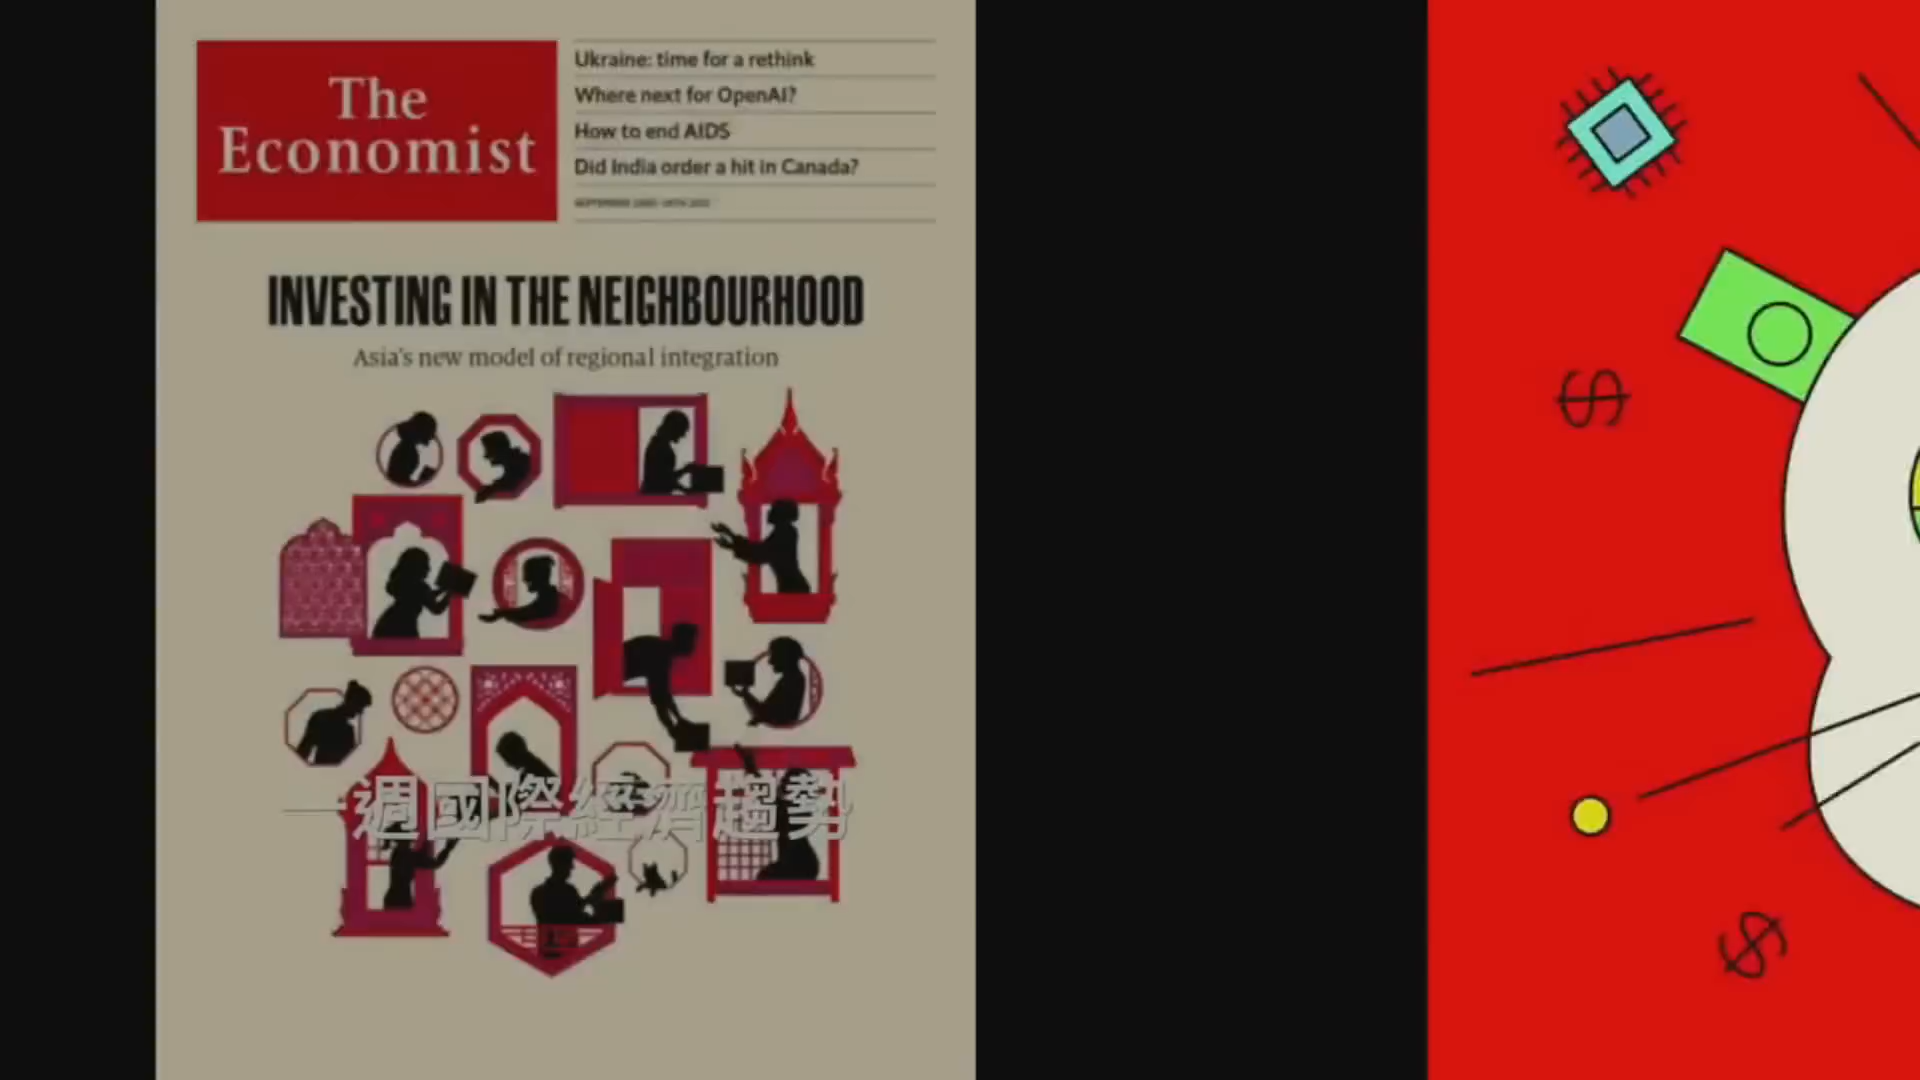 The
Economist
Ukraine: time for a rethink
Where next for OpenAI?
How to end AIDS
Did India order a hit in Canada?
INVESTING IN THE NEIGHBOURHOOD
Asia's new model of regional integration
一週國際經濟趨勢
$
$